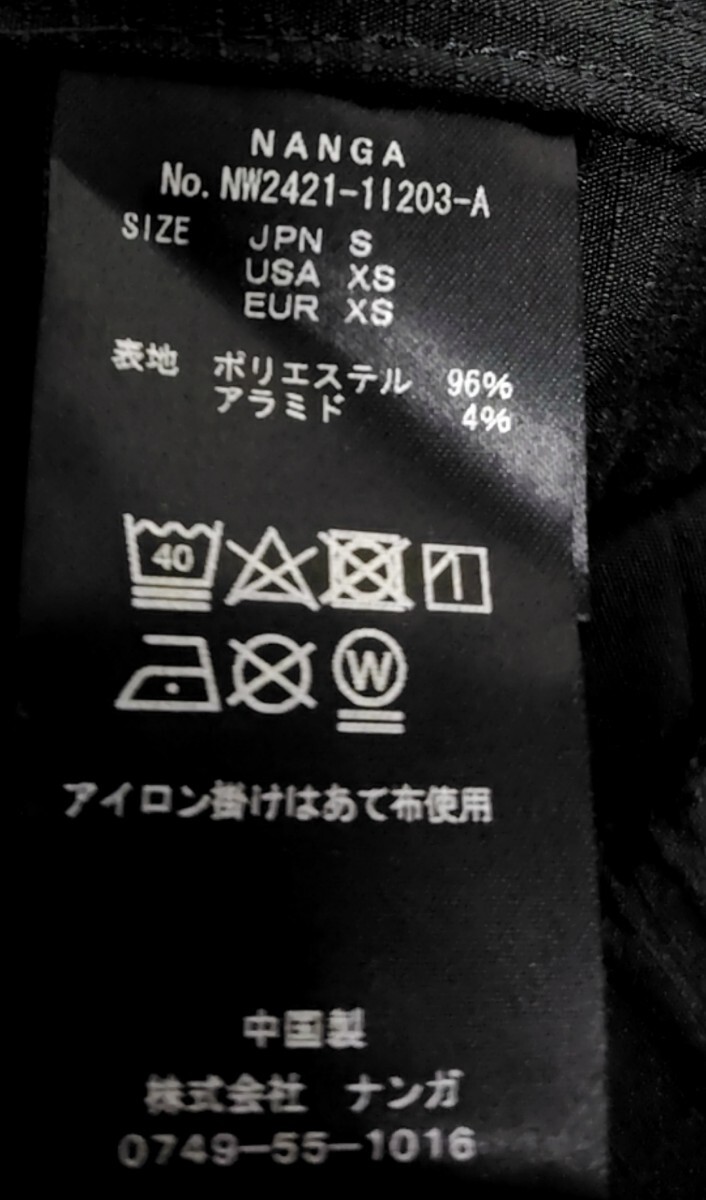 NANGA
No. NW2421-1I203-A
SIZE JPN S
USA XS
EUR XS
表地 ポリエステル 96%
アラミド 4%
40
W
アイロン掛けはあて布使用
中国製
株式会社 ナンガ
0749-55-1016